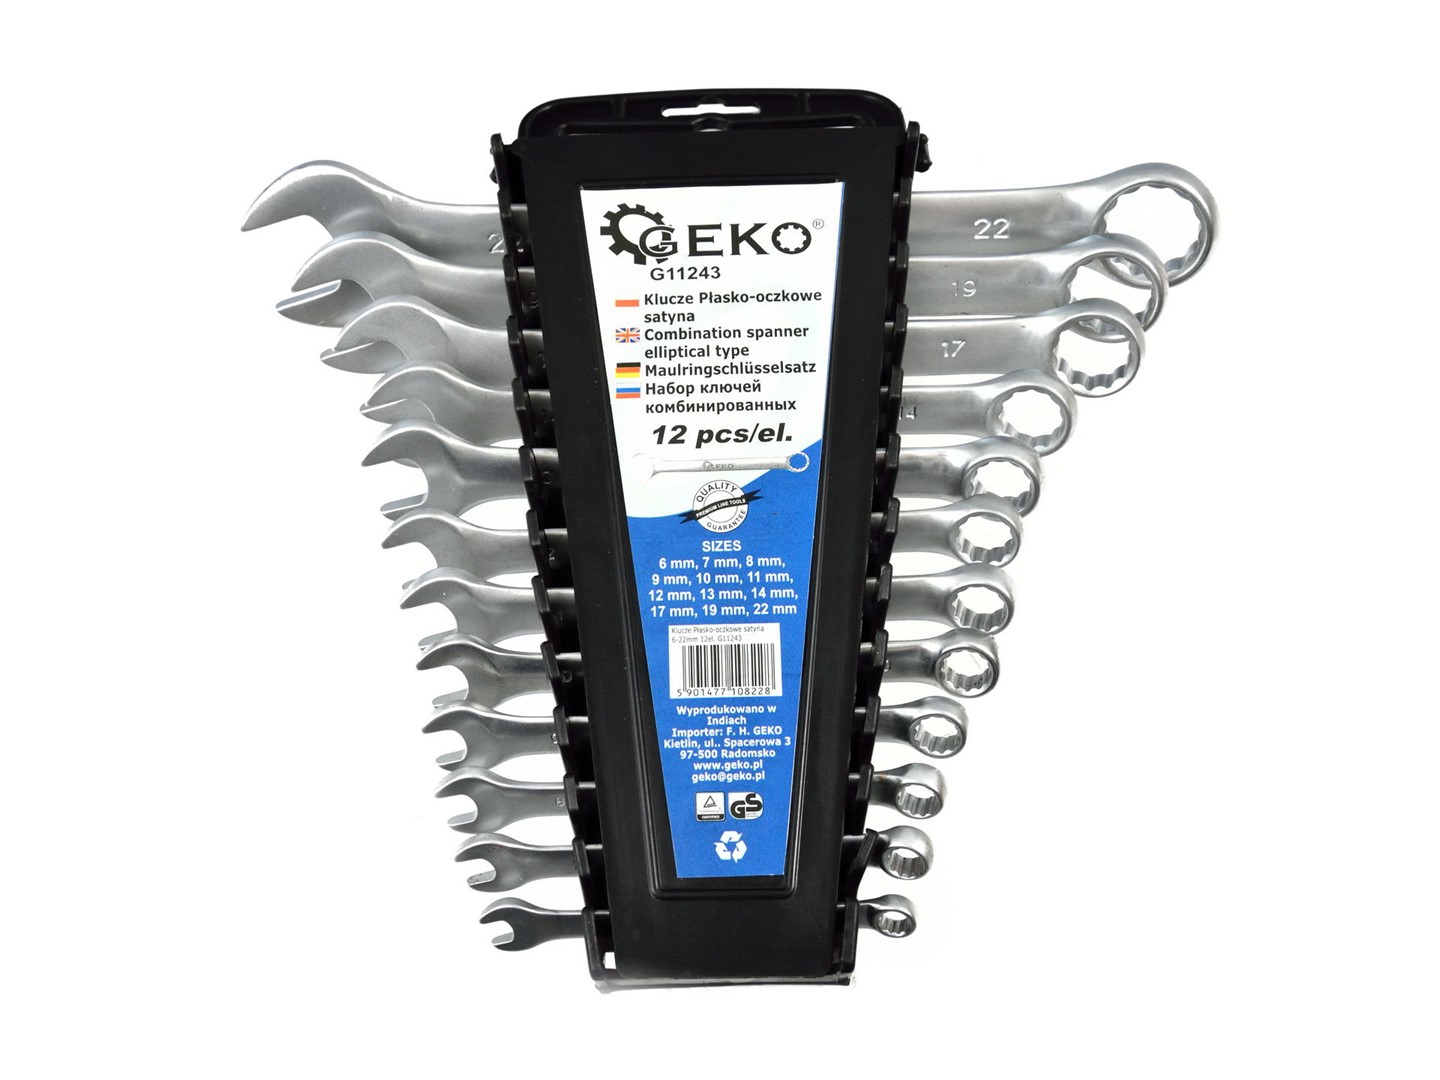 GEKO®
G11243
Klucze Płasko-oczkowe
satyna
Combination spanner
elliptical type
Maulringschlüsselsatz
Набор ключей
комбинированных
12 pcs/el.
GEKO
QUALITY
PREMIUM LINE TOOLS
GUARANTEE
SIZES
6 mm, 7 mm, 8 mm,
9 mm, 10 mm, 11 mm,
12 mm, 13 mm, 14 mm,
17 mm, 19 mm, 22 mm
Klucze Płasko-oczkowe satyna
6-22mm 12el. G11243
5 901477 108228
Wyprodukowano w
Indiach
Importer: F. H. GEKO
Kietlin, ul.. Spacerowa 3
97-500 Radomsko
www.geko.pl
geko@geko.pl
CERTIFIED
GS
22
19
17
14